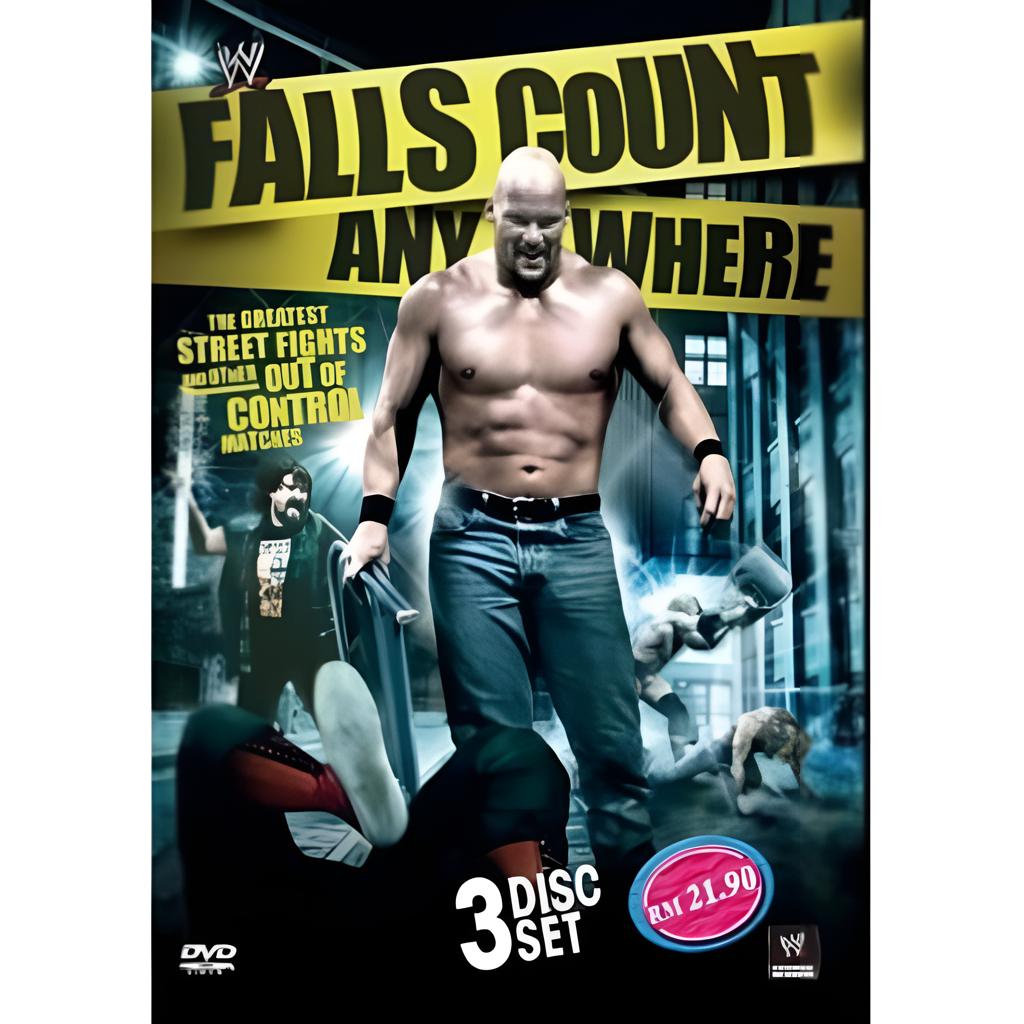 W
FALLS COUNT
ANYWHERE
THE GREATEST
STREET FIGHTS
AND OTHER OUT OF
CONTROL
MATCHES
3 DISC
SET
RM 21.90
DVD
VIDEO
W